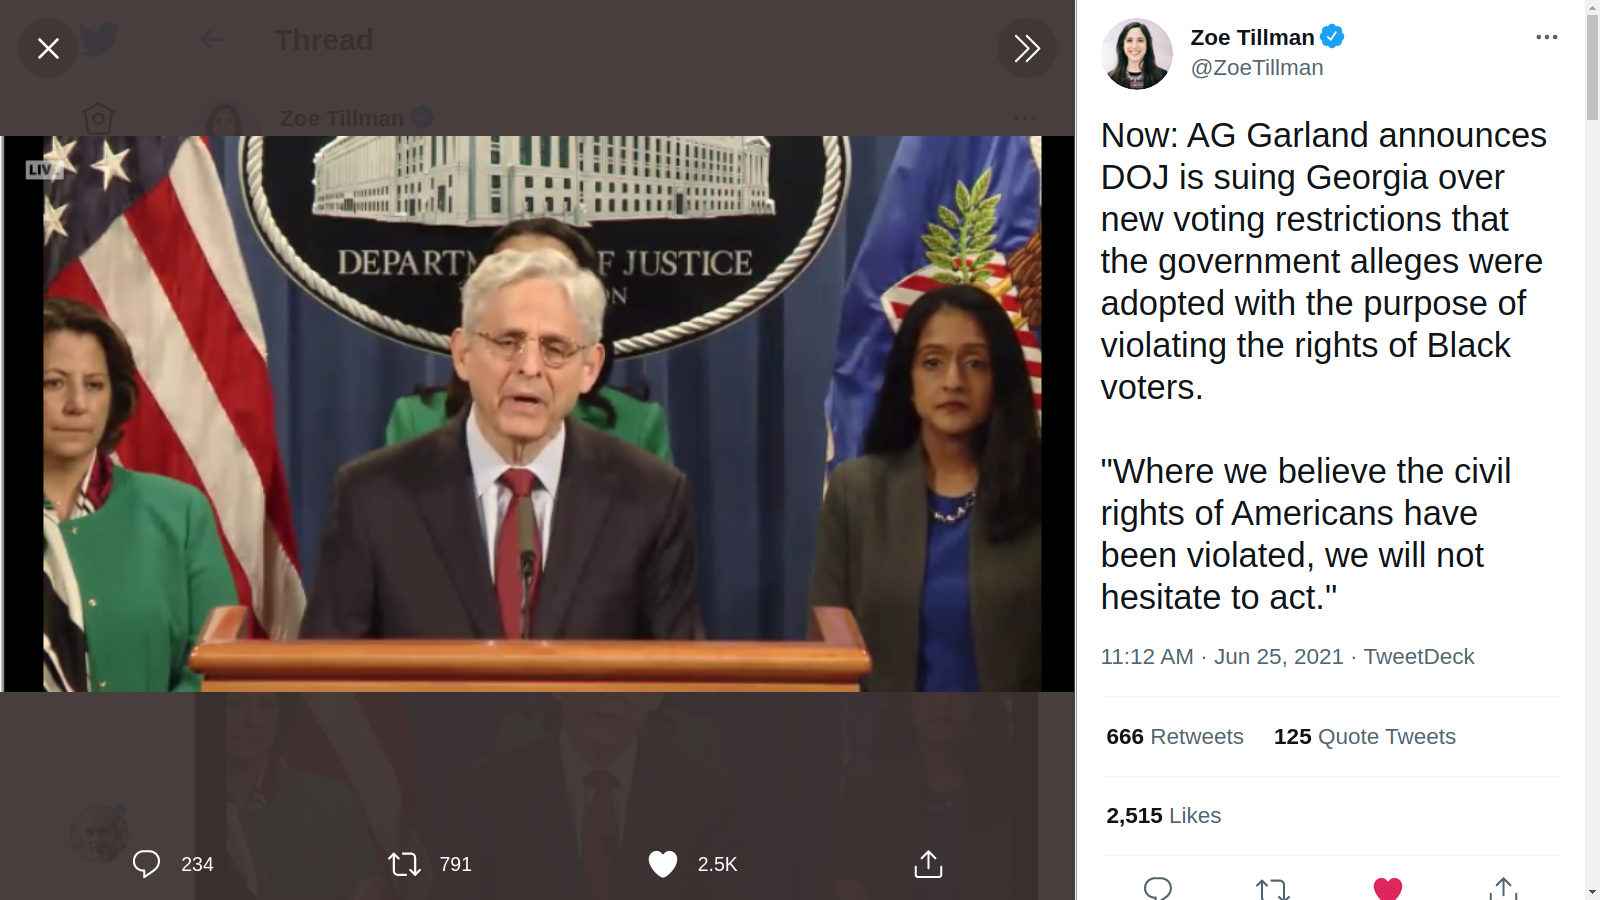 Thread
Zoe Tillman
LIVE
DEPARTM F JUSTICE
N
234
791
2.5K
Zoe Tillman
@ZoeTillman
Now: AG Garland announces
DOJ is suing Georgia over
new voting restrictions that
the government alleges were
adopted with the purpose of
violating the rights of Black
voters.
"Where we believe the civil
rights of Americans have
been violated, we will not
hesitate to act."
11:12 AM · Jun 25, 2021 · TweetDeck
666 Retweets 125 Quote Tweets
2,515 Likes